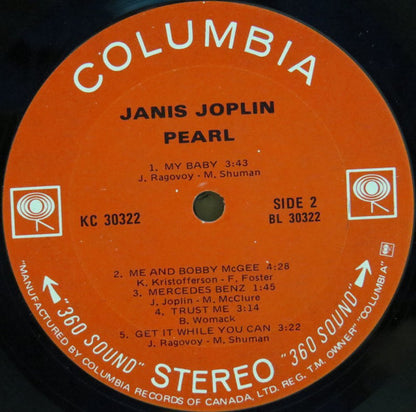 COLUMBIA
JANIS JOPLIN
PEARL
1. MY BABY 3:43
J. Ragovoy - M. Shuman
KC 30322
SIDE 2
BL 30322
2. ME AND BOBBY McGEE 4:28
K. Kristofferson - F. Foster
3. MERCEDES BENZ 1:45
J. Joplin - M. McClure
4. TRUST ME 3:14
B. Womack
5. GET IT WHILE YOU CAN 3:22
J. Ragovoy - M. Shuman
"360 SOUND" STEREO "360 SOUND"
"MANUFACTURED BY COLUMBIA RECORDS OF CANADA, LTD. REG. T.M. OWNER" "COLUMBIA"